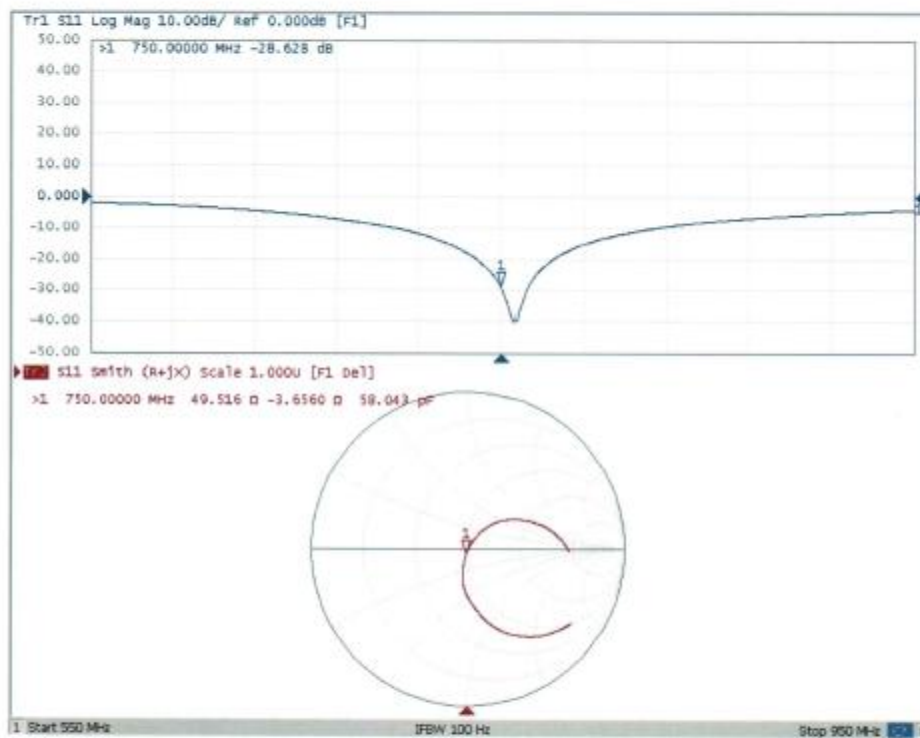 Tr1 S11 Log Mag 10.00dB/ Ref 0.000dB [F1]
50.00
>1 750.00000 MHz -28.628 dB
40.00
30.00
20.00
10.00
0.000
-10.00
-20.00
1
-30.00
-40.00
-50.00
S11 Smith (R+jX) Scale 1.000U [F1 Del]
>1 750.00000 MHz 49.516 Ω -3.6560 Ω 58.043 pF
1
1 Start 550 MHz IFBW 100 Hz Stop 950 MHz